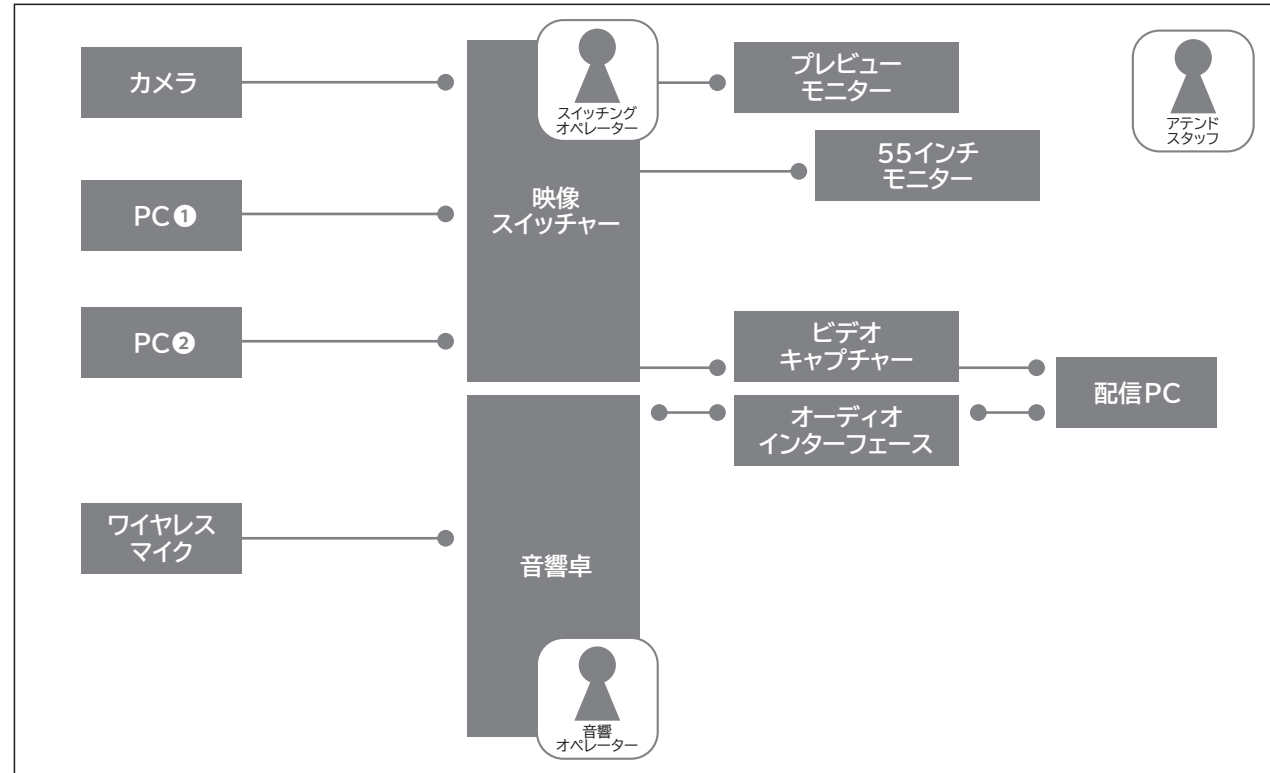 カメラ
スイッチング
オペレーター
プレビュー
モニター
アテンド
スタッフ
55インチ
モニター
PC❶
映像
スイッチャー
PC❷
ビデオ
キャプチャー
配信PC
オーディオ
インターフェース
ワイヤレス
マイク
音響卓
音響
オペレーター